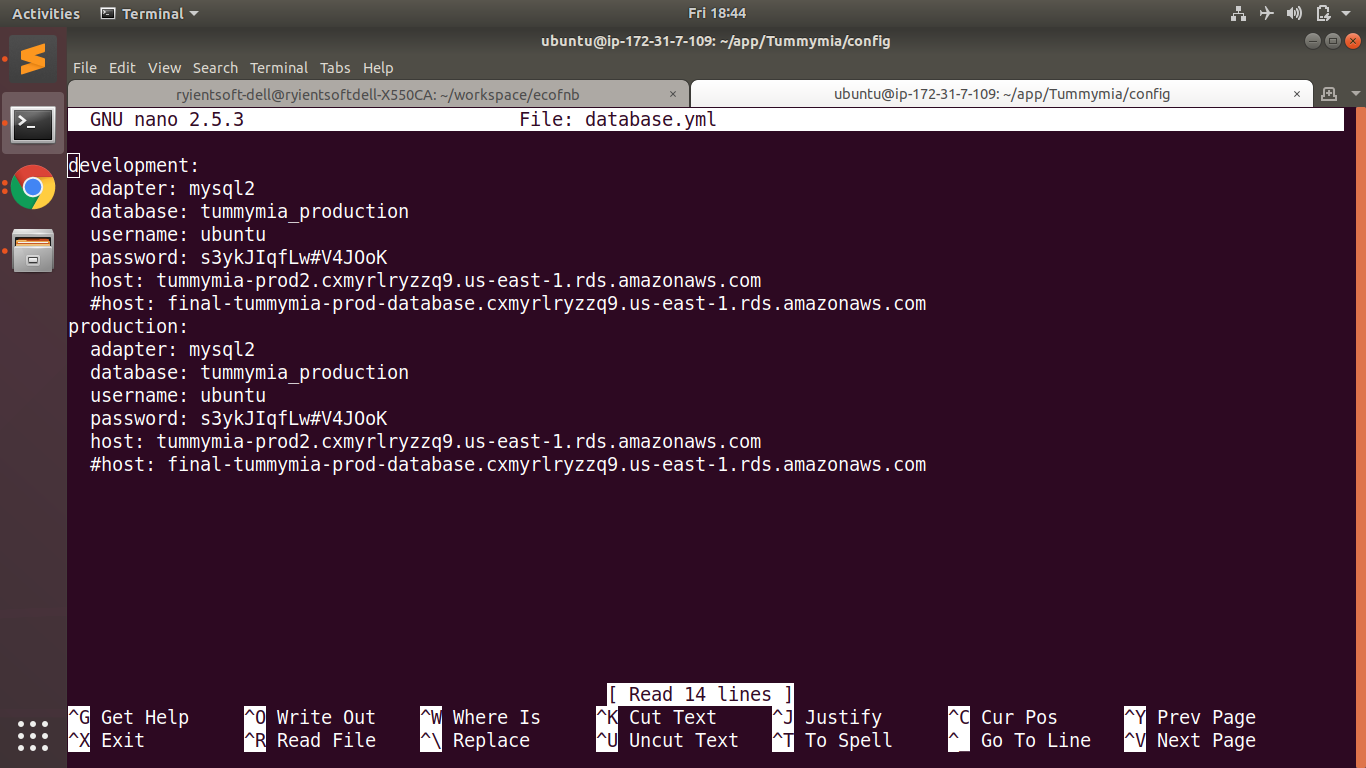 Activities Terminal Fri 18:44
ubuntu@ip-172-31-7-109: ~/app/Tummymia/config
File Edit View Search Terminal Tabs Help
ryientsoft-dell@ryientsoftdell-X550CA: ~/workspace/ecofnb × ubuntu@ip-172-31-7-109: ~/app/Tummymia/config ×
GNU nano 2.5.3 File: database.yml
development:
  adapter: mysql2
  database: tummymia_production
  username: ubuntu
  password: s3ykJIqfLw#V4JOoK
  host: tummymia-prod2.cxmyrlryzzq9.us-east-1.rds.amazonaws.com
  #host: final-tummymia-prod-database.cxmyrlryzzq9.us-east-1.rds.amazonaws.com
production:
  adapter: mysql2
  database: tummymia_production
  username: ubuntu
  password: s3ykJIqfLw#V4JOoK
  host: tummymia-prod2.cxmyrlryzzq9.us-east-1.rds.amazonaws.com
  #host: final-tummymia-prod-database.cxmyrlryzzq9.us-east-1.rds.amazonaws.com
[ Read 14 lines ]
^G Get Help ^O Write Out ^W Where Is ^K Cut Text ^J Justify ^C Cur Pos ^Y Prev Page
^X Exit ^R Read File ^\ Replace ^U Uncut Text ^T To Spell ^_ Go To Line ^V Next Page